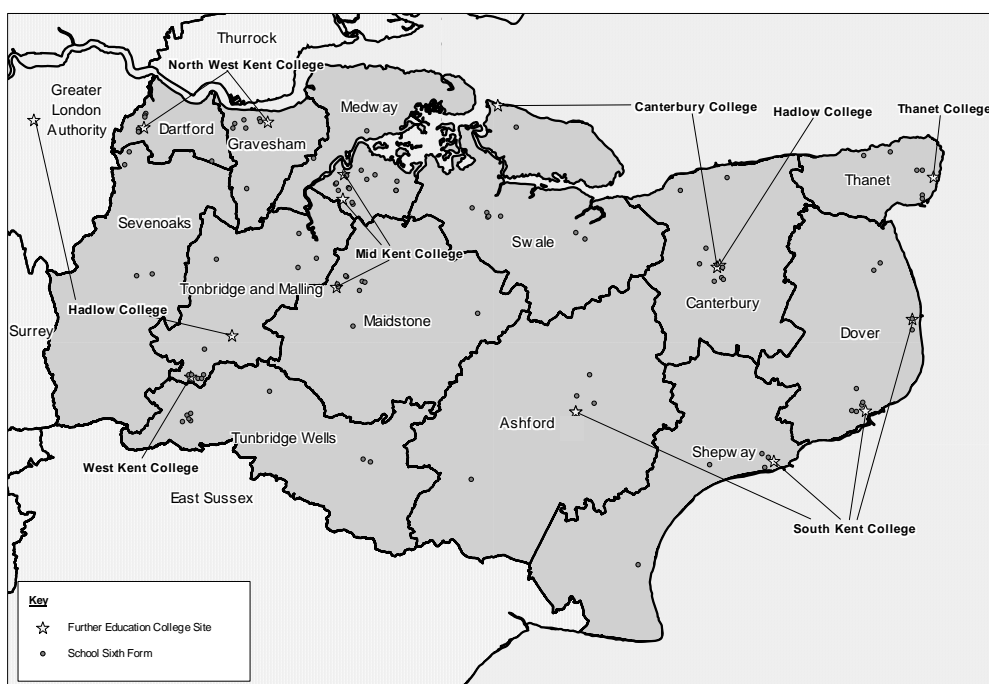 Thurrock
North West Kent College
Greater
London
Authority
Medway
Canterbury College
Hadlow College
Thanet College
Dartford
Gravesham
Thanet
Sevenoaks
Swale
Mid Kent College
Tonbridge and Malling
Canterbury
Hadlow College
Surrey
Maidstone
Dover
Ashford
Tunbridge Wells
Shepway
West Kent College
East Sussex
South Kent College
Key
Further Education College Site
School Sixth Form